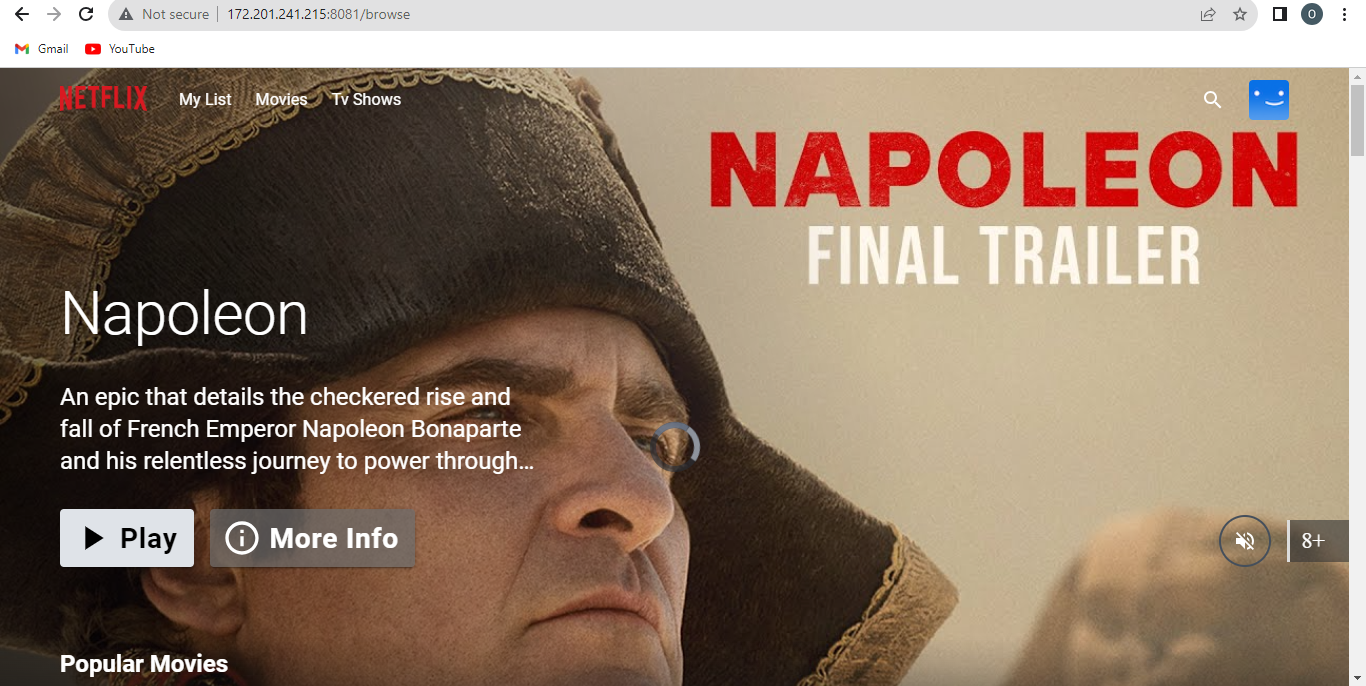 Not secure 172.201.241.215:8081/browse
O
Gmail YouTube
NETFLIX My List Movies Tv Shows
NAPOLEON
FINAL TRAILER
Napoleon
An epic that details the checkered rise and
fall of French Emperor Napoleon Bonaparte
and his relentless journey to power through...
Play More Info
8+
Popular Movies